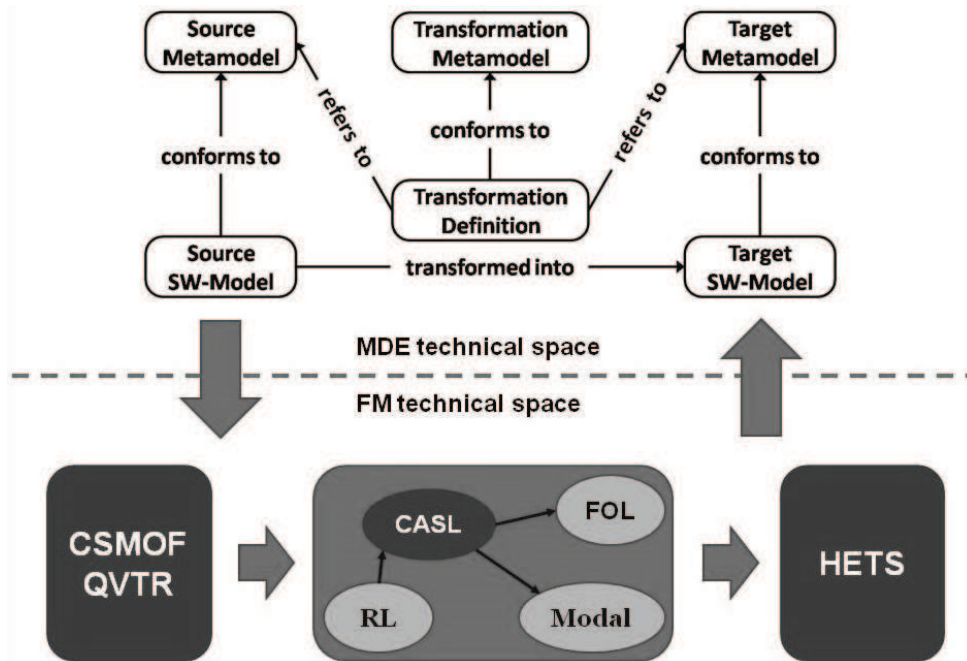 Source
Metamodel
Transformation
Metamodel
Target
Metamodel
refers to
refers to
conforms to
conforms to
conforms to
Transformation
Definition
Source
SW-Model
transformed into
Target
SW-Model
MDE technical space
FM technical space
CSMOF
QVTR
CASL
FOL
RL
Modal
HETS